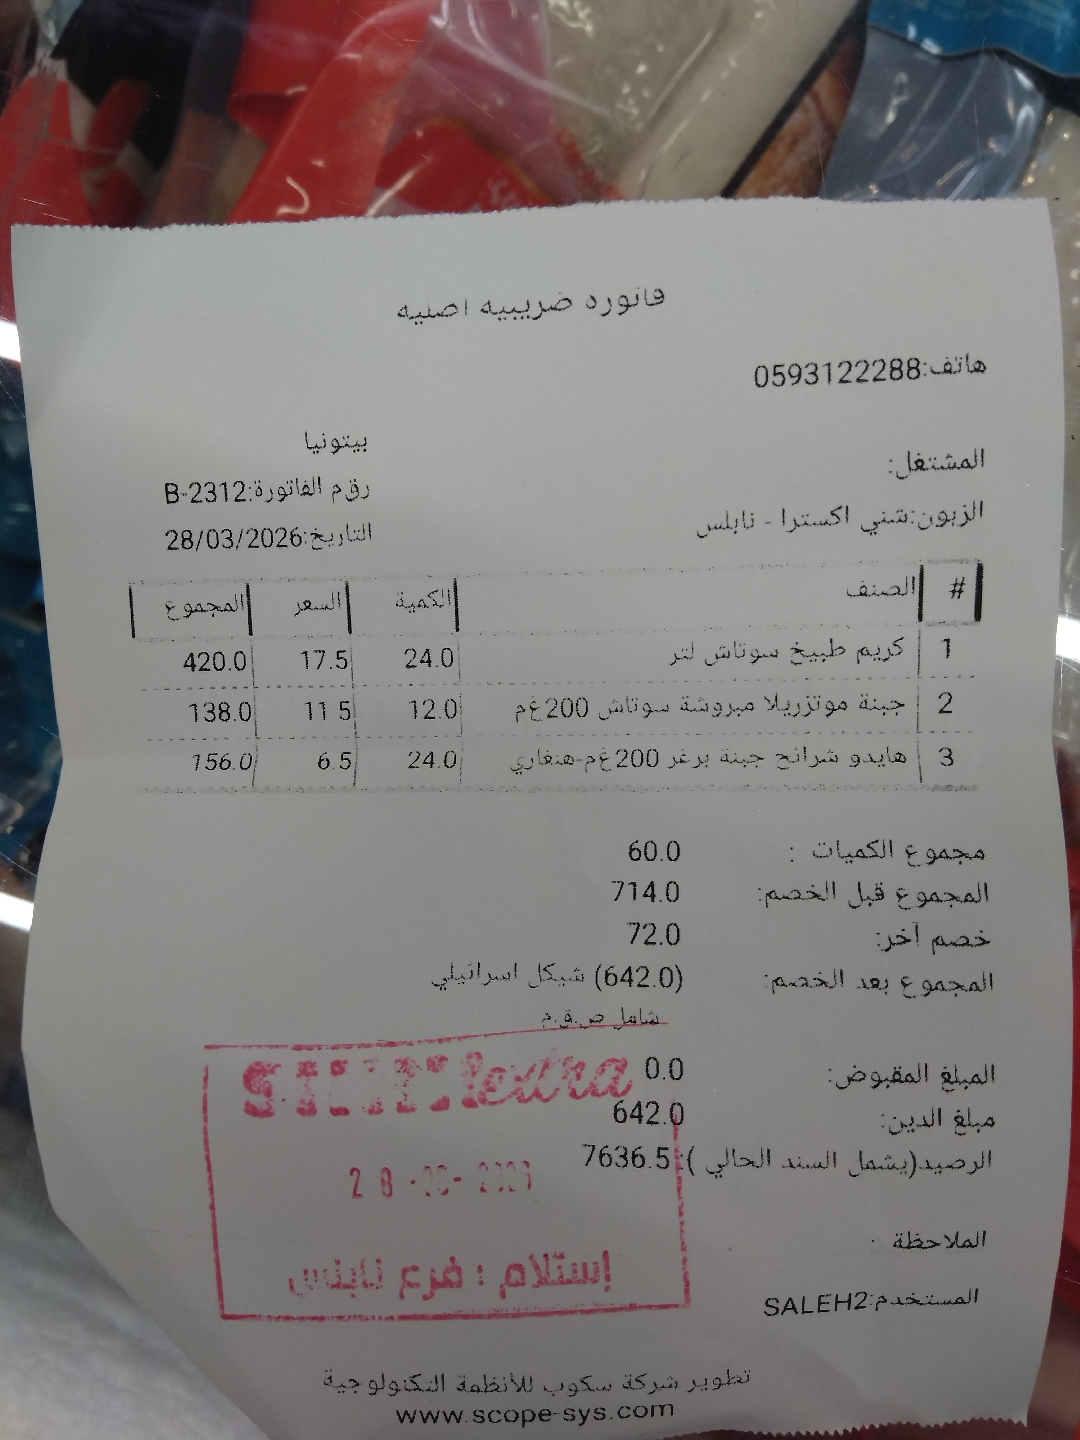 فاتوره ضريبيه اصليه
هاتف:0593122288
بيتونيا
المشتغل:
رقم الفاتورة:B-2312
الزبون:شني اكسترا - نابلس
التاريخ:28/03/2026
# الصنف الكمية السعر المجموع
1 كريم طبيخ سوتاش لتر 24.0 17.5 420.0
2 جبنة موتزريلا مبروشة سوتاش 200غم 12.0 11.5 138.0
3 هايدو شرائح جبنة برغر 200غم-هنغاري 24.0 6.5 156.0
مجموع الكميات : 60.0
المجموع قبل الخصم: 714.0
خصم آخر: 72.0
المجموع بعد الخصم: (642.0) شيكل اسرائيلي
شامل ض.ق.م
المبلغ المقبوض: 0.0
مبلغ الدين: 642.0
الرصيد(يشمل السند الحالي ): 7636.5
extra
28
إستلام : فرع نابلس
الملاحظة :
المستخدم:SALEH2
تطوير شركة سكوب للأنظمة التكنولوجية
www.scope-sys.com